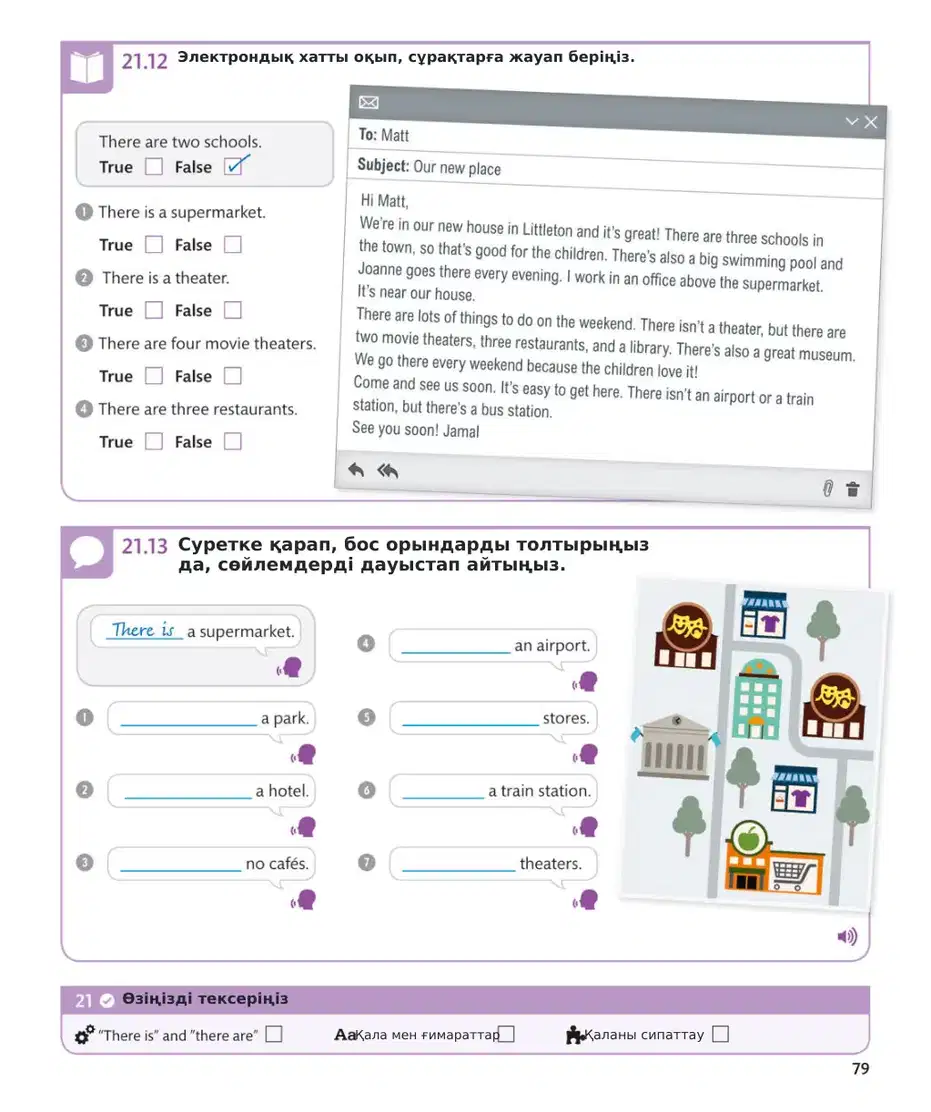 21.12 Электрондық хатты оқып, сұрақтарға жауап беріңіз.
There are two schools.
True False
1 There is a supermarket.
True False
2 There is a theater.
True False
3 There are four movie theaters.
True False
4 There are three restaurants.
True False
To: Matt
Subject: Our new place
Hi Matt,
We're in our new house in Littleton and it's great! There are three schools in
the town, so that's good for the children. There's also a big swimming pool and
Joanne goes there every evening. I work in an office above the supermarket.
It's near our house.
There are lots of things to do on the weekend. There isn't a theater, but there are
two movie theaters, three restaurants, and a library. There's also a great museum.
We go there every weekend because the children love it!
Come and see us soon. It's easy to get here. There isn't an airport or a train
station, but there's a bus station.
See you soon! Jamal
21.13 Суретке қарап, бос орындарды толтырыңыз
да, сөйлемдерді дауыстап айтыңыз.
There is a supermarket.
1 a park.
2 a hotel.
3 no cafés.
4 an airport.
5 stores.
6 a train station.
7 theaters.
21 Өзіңізді тексеріңіз
"There is" and "there are"
Aa Қала мен ғимараттар
Қаланы сипаттау
79